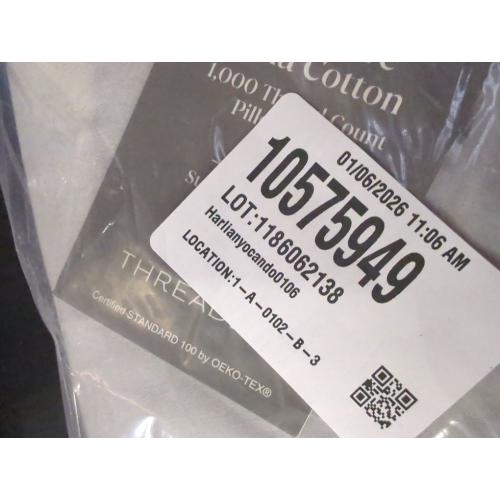 Cotton
1,000 Count
THREAD
Certified STANDARD 100 by OEKO-TEX®
01/06/2026 11:06 AM
10575949
LOT:1186062138
Harlianyocando0106
LOCATION:1-A-0102-B-3